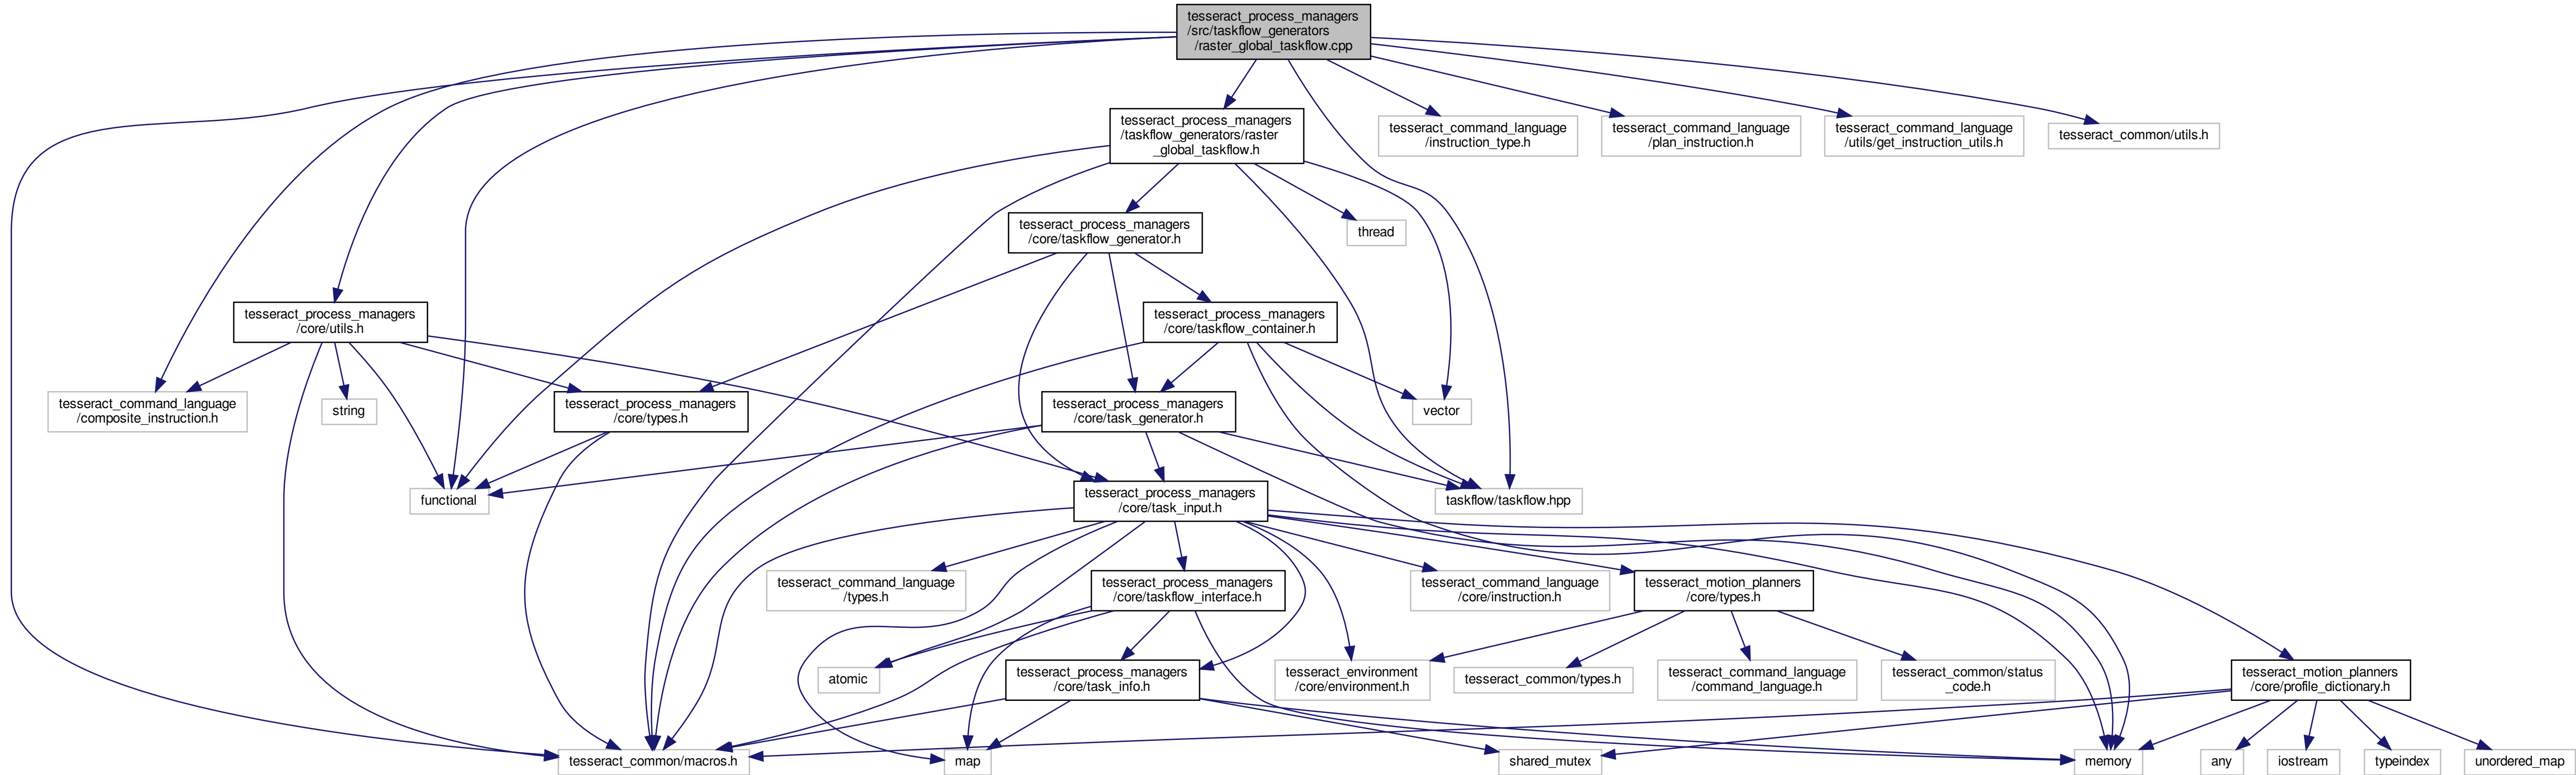 tesseract_process_managers
/src/taskflow_generators
/raster_global_taskflow.cpp
tesseract_process_managers
/taskflow_generators/raster
_global_taskflow.h
tesseract_command_language
/instruction_type.h
tesseract_command_language
/plan_instruction.h
tesseract_command_language
/utils/get_instruction_utils.h
tesseract_common/utils.h
tesseract_process_managers
/core/taskflow_generator.h
thread
tesseract_process_managers
/core/utils.h
tesseract_process_managers
/core/taskflow_container.h
tesseract_command_language
/composite_instruction.h
string
tesseract_process_managers
/core/types.h
tesseract_process_managers
/core/task_generator.h
vector
functional
tesseract_process_managers
/core/task_input.h
taskflow/taskflow.hpp
tesseract_command_language
/types.h
tesseract_process_managers
/core/taskflow_interface.h
tesseract_command_language
/core/instruction.h
tesseract_motion_planners
/core/types.h
atomic
tesseract_process_managers
/core/task_info.h
tesseract_environment
/core/environment.h
tesseract_common/types.h
tesseract_command_language
/command_language.h
tesseract_common/status
_code.h
tesseract_motion_planners
/core/profile_dictionary.h
tesseract_common/macros.h
map
shared_mutex
memory
any
iostream
typeindex
unordered_map